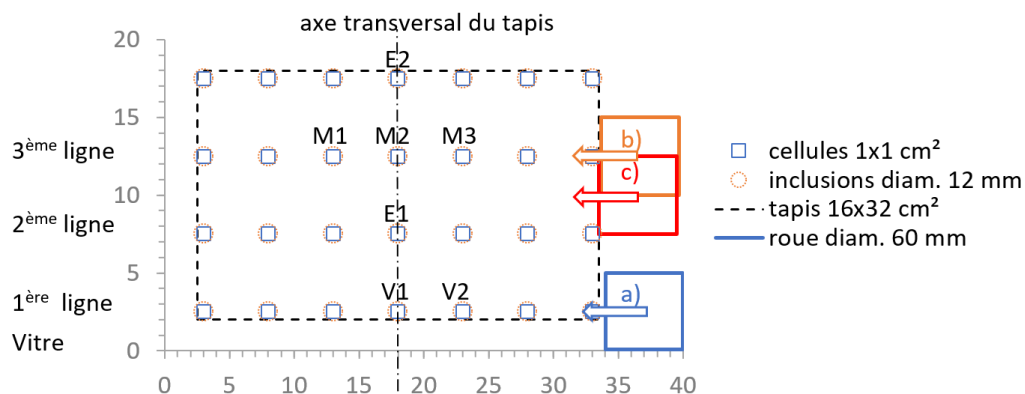 axe transversal du tapis
20
15
10
5
0
0 5 10 15 20 25 30 35 40
E2
3ème ligne
M1 M2 M3
b)
c)
2ème ligne
E1
1ère ligne
V1 V2
a)
Vitre
cellules 1x1 cm²
inclusions diam. 12 mm
tapis 16x32 cm²
roue diam. 60 mm